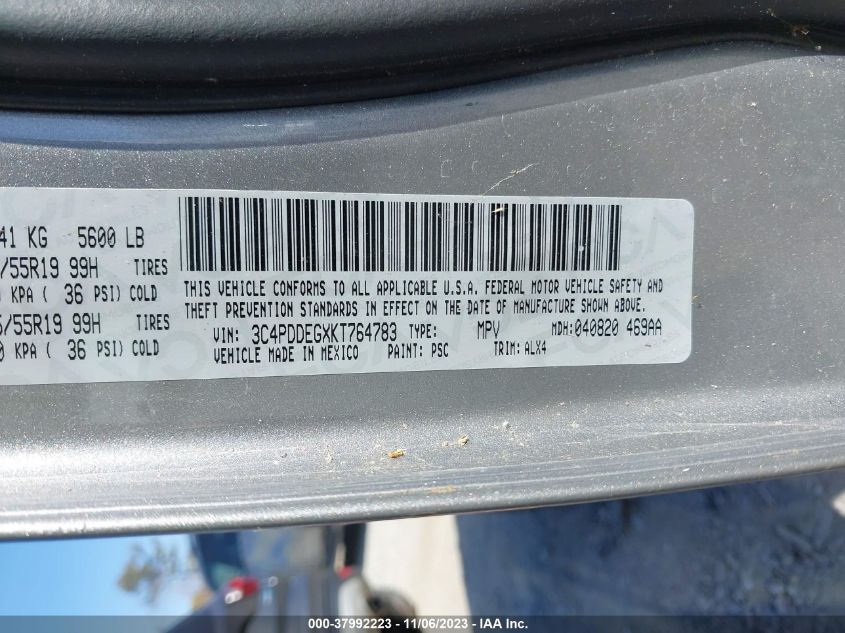 41 KG 5600 LB
/55R19 99H TIRES
KPA ( 36 PSI) COLD
/55R19 99H TIRES
0 KPA ( 36 PSI) COLD
THIS VEHICLE CONFORMS TO ALL APPLICABLE U.S.A. FEDERAL MOTOR VEHICLE SAFETY AND
THEFT PREVENTION STANDARDS IN EFFECT ON THE DATE OF MANUFACTURE SHOWN ABOVE.
VIN: 3C4PDDEGXKT764783 TYPE: MPV MDH: 040820 469AA
VEHICLE MADE IN MEXICO PAINT: PSC TRIM: ALX4
000-37992223 - 11/06/2023 - IAA Inc.